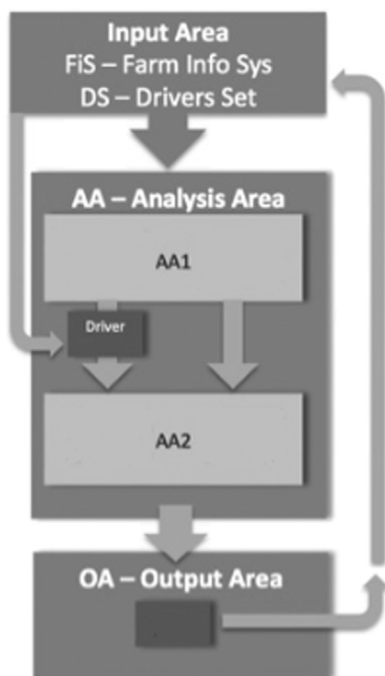 Input Area
FiS – Farm Info Sys
DS – Drivers Set
AA – Analysis Area
AA1
Driver
AA2
OA – Output Area